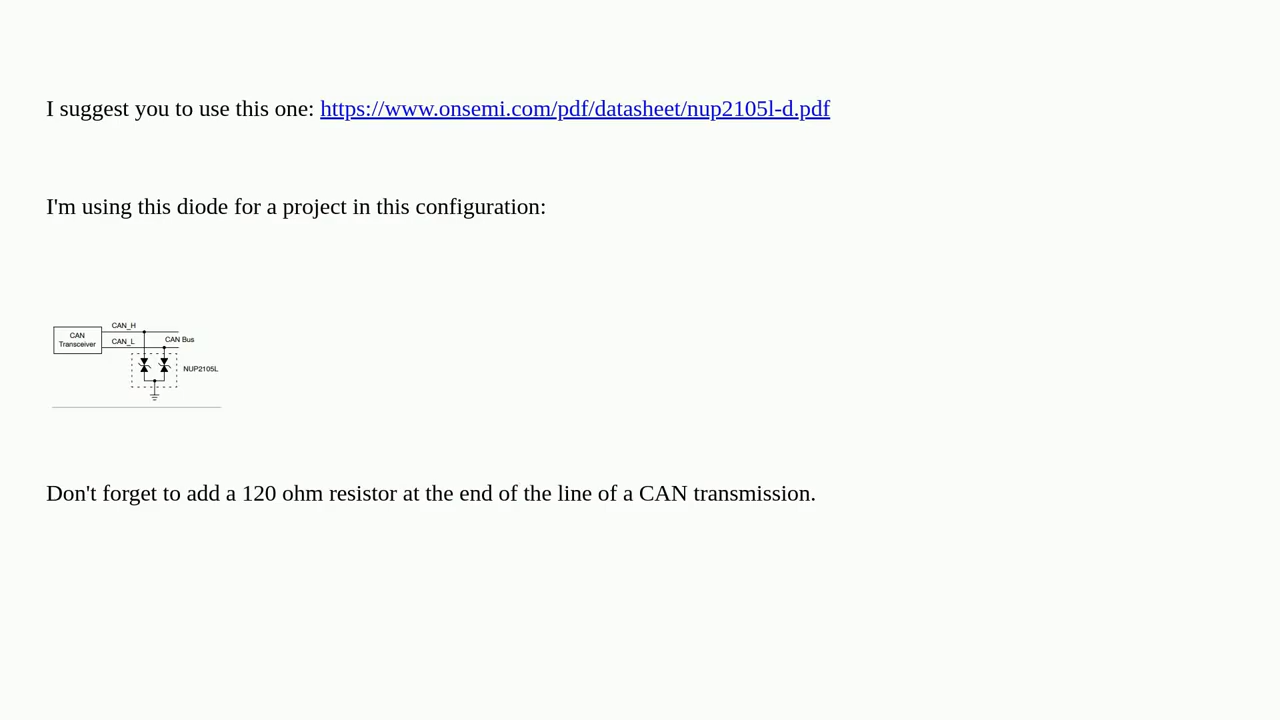 I suggest you to use this one: https://www.onsemi.com/pdf/datasheet/nup2105l-d.pdf
I'm using this diode for a project in this configuration:
CAN_H
CAN
Transceiver
CAN_L
CAN Bus
NUP2105L
Don't forget to add a 120 ohm resistor at the end of the line of a CAN transmission.